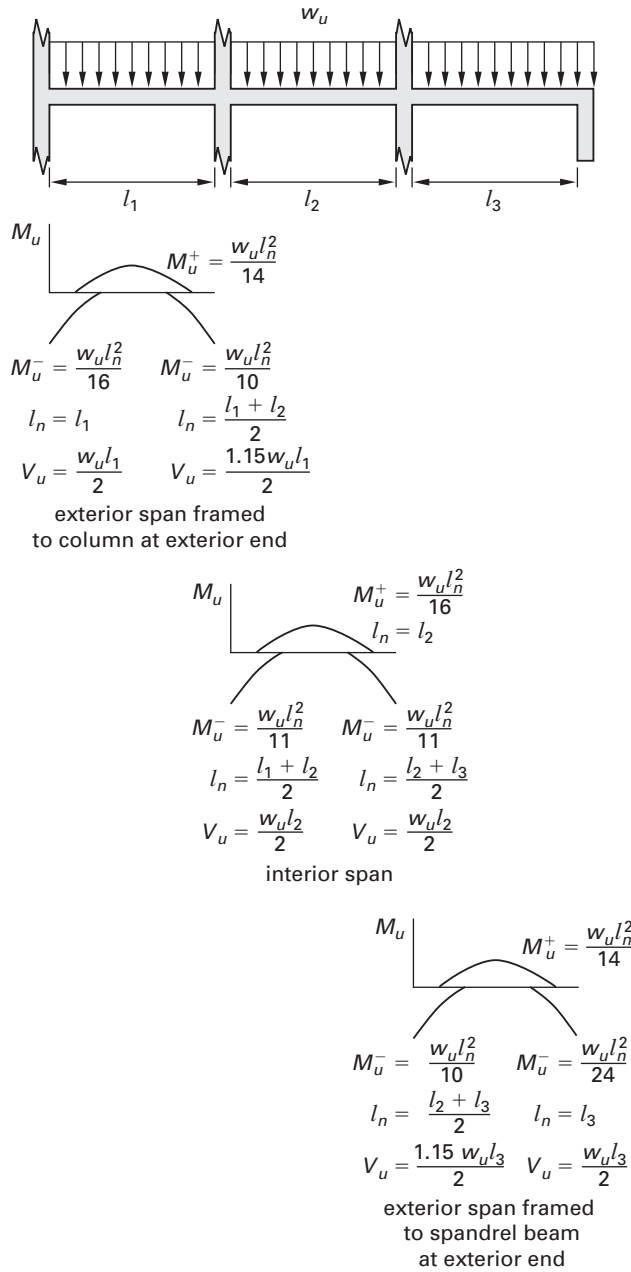 w_u
l_1 l_2 l_3
M_u
M_u^+ = w_u l_n^2 / 14
M_u^- = w_u l_n^2 / 16 M_u^- = w_u l_n^2 / 10
l_n = l_1 l_n = (l_1 + l_2) / 2
V_u = w_u l_1 / 2 V_u = 1.15w_u l_1 / 2
exterior span framed
to column at exterior end
M_u M_u^+ = w_u l_n^2 / 16
l_n = l_2
M_u^- = w_u l_n^2 / 11 M_u^- = w_u l_n^2 / 11
l_n = (l_1 + l_2) / 2 l_n = (l_2 + l_3) / 2
V_u = w_u l_2 / 2 V_u = w_u l_2 / 2
interior span
M_u M_u^+ = w_u l_n^2 / 14
M_u^- = w_u l_n^2 / 10 M_u^- = w_u l_n^2 / 24
l_n = (l_2 + l_3) / 2 l_n = l_3
V_u = 1.15 w_u l_3 / 2 V_u = w_u l_3 / 2
exterior span framed
to spandrel beam
at exterior end